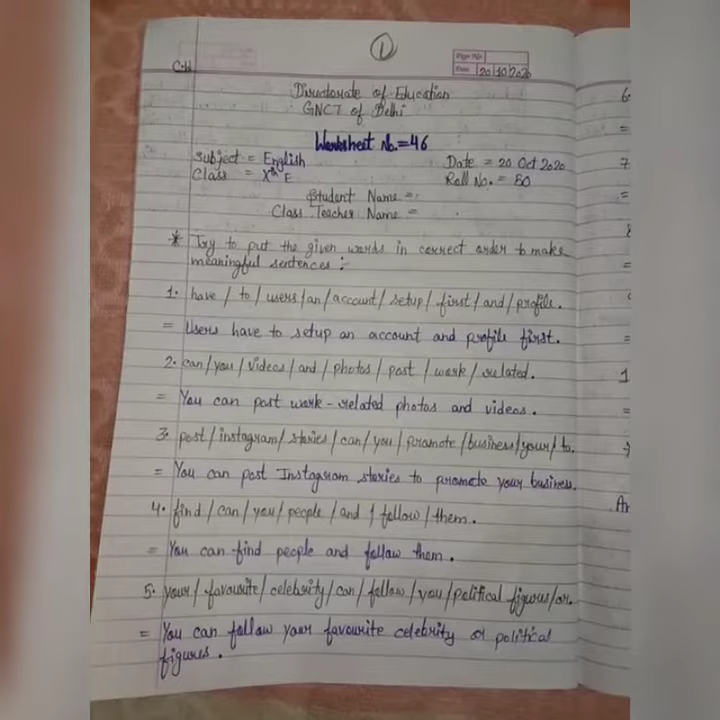 1
C.W
Page No.
Date 20/10/2020
Directorate of Education
GNCT of Delhi
Worksheet No.=46
Subject = English
Date = 20 Oct 2020
Class = Xth E
Roll No. = 50
Student Name =
Class Teacher Name =
* Try to put the given words in correct order to make
meaningful sentences :-
1. have / to / users / an / account / setup / first / and / profile.
= Users have to setup an account and profile first.
2. can / you / videos / and / photos / post / work / related.
= You can post work-related photos and videos.
3. post / instagram / stories / can / you / promote / business / your / to.
= You can post Instagram stories to promote your business.
4. find / can / you / people / and / follow / them.
= You can find people and follow them.
5. your / favourite / celebrity / can / follow / you / political figures / or.
= You can follow your favourite celebrity or political
figures.
6.
=
7
=
=
=
1
=
An